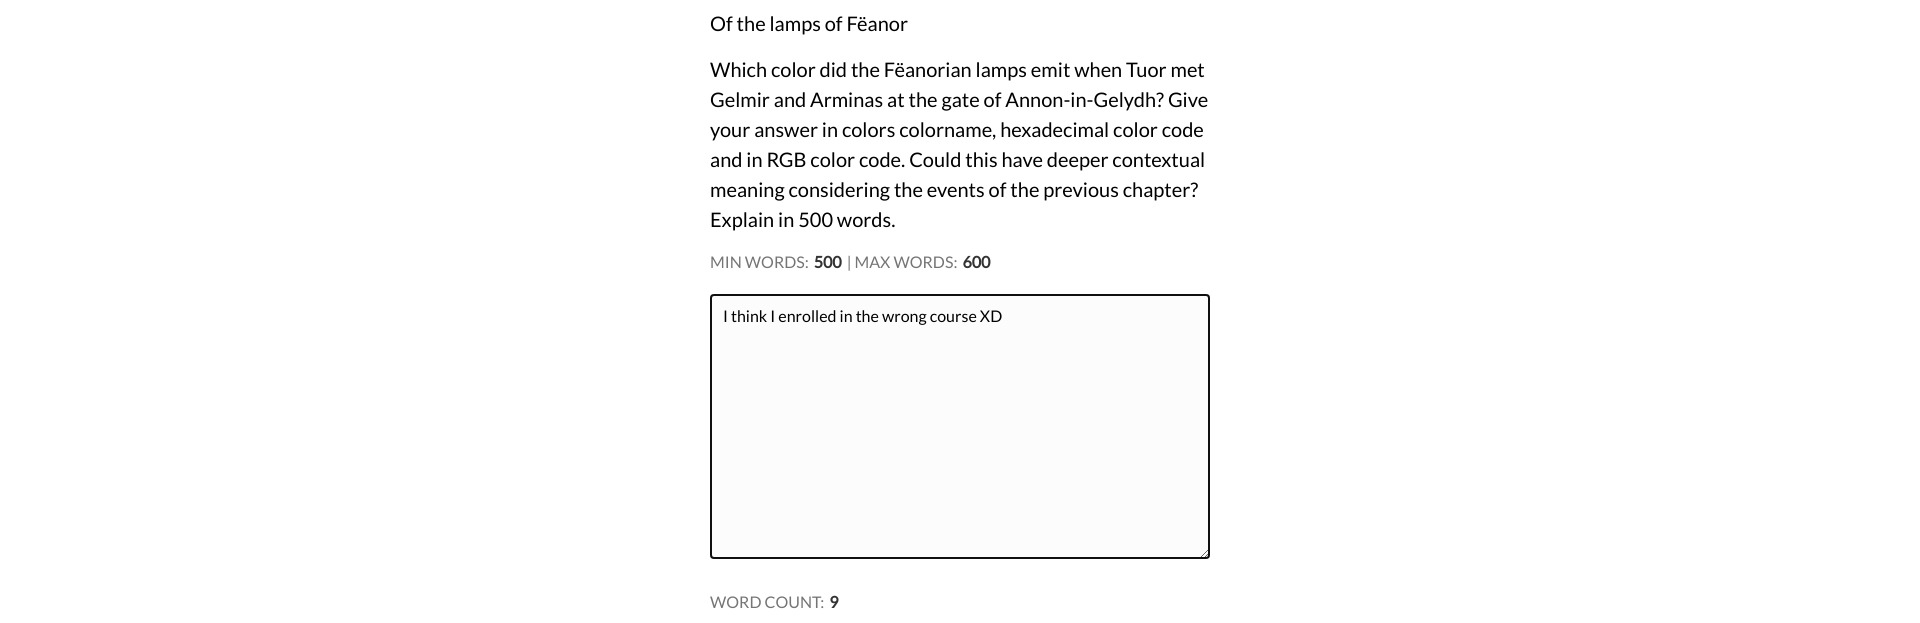 Of the lamps of Fëanor
Which color did the Fëanorian lamps emit when Tuor met
Gelmir and Arminas at the gate of Annon-in-Gelydh? Give
your answer in colors colorname, hexadecimal color code
and in RGB color code. Could this have deeper contextual
meaning considering the events of the previous chapter?
Explain in 500 words.
MIN WORDS: 500 | MAX WORDS: 600
I think I enrolled in the wrong course XD
WORD COUNT: 9